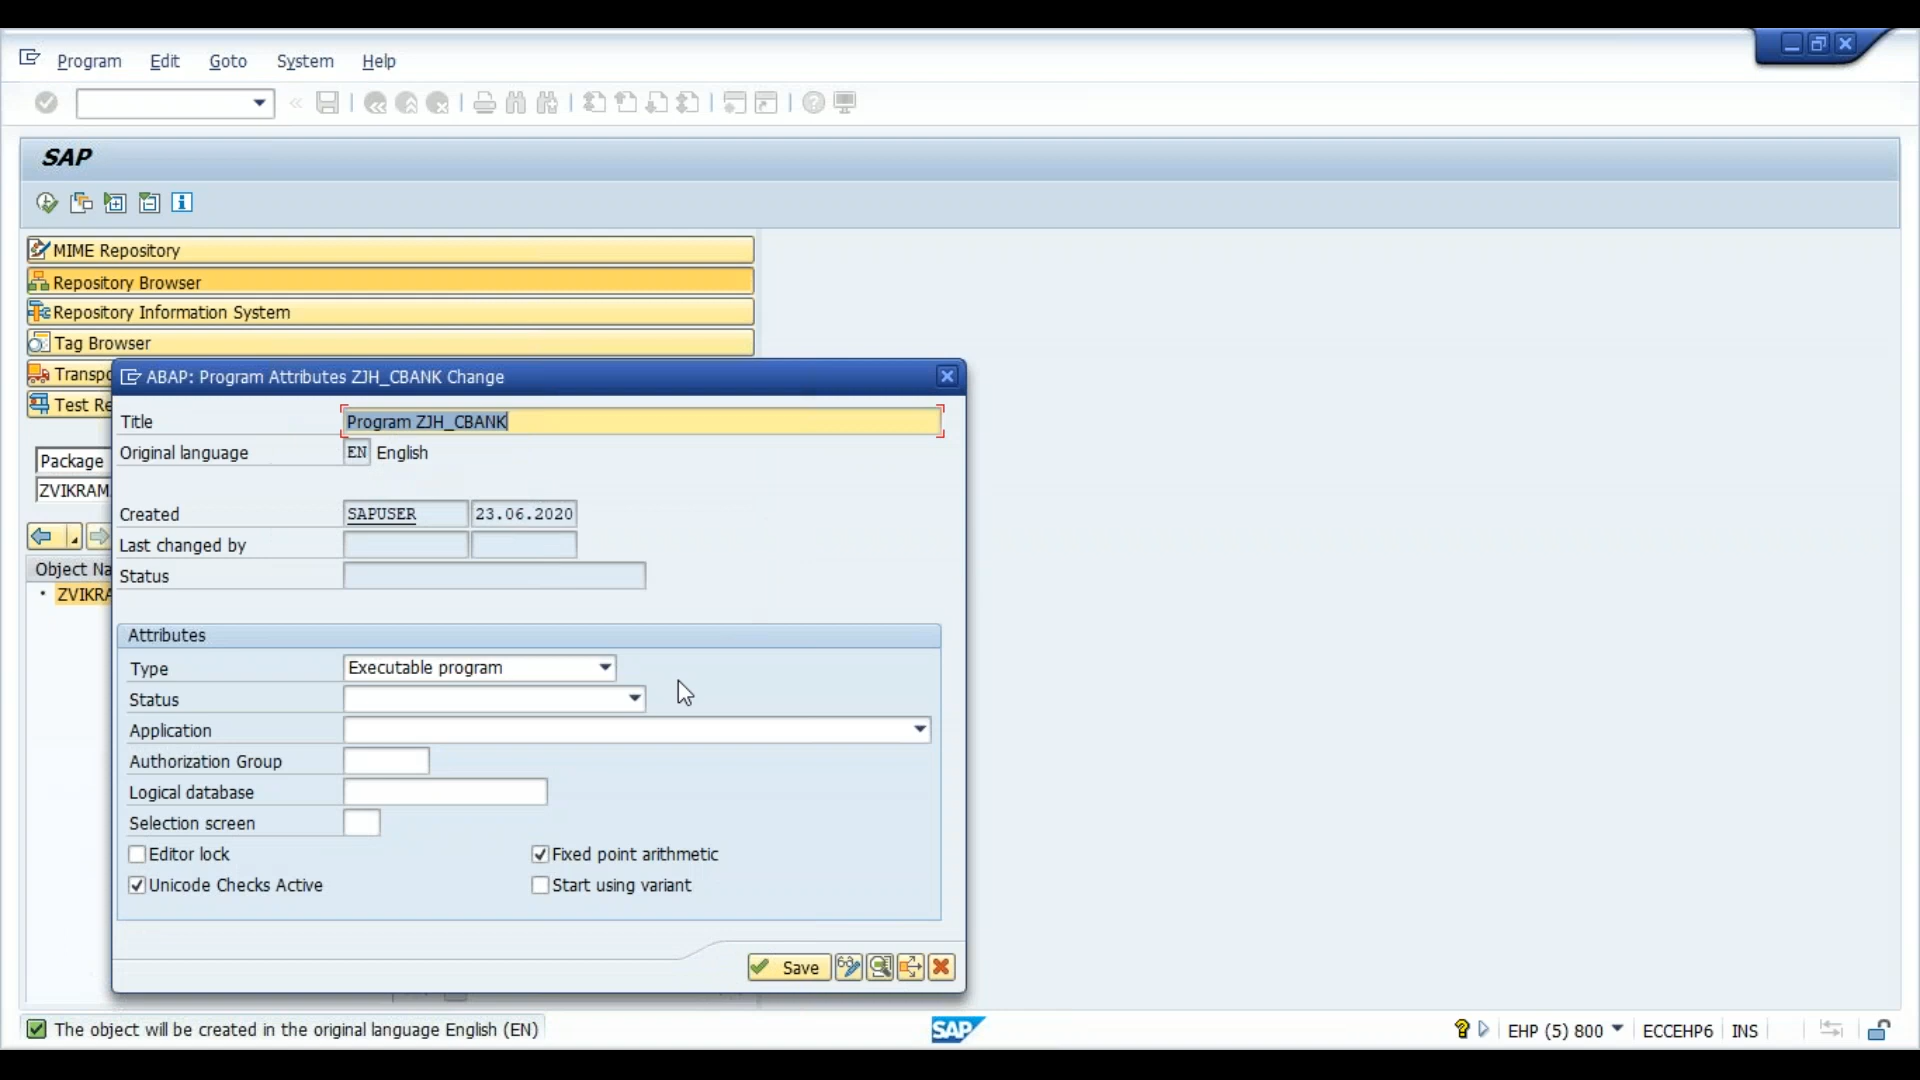 Program Edit Goto System Help
SAP
MIME Repository
Repository Browser
Repository Information System
Tag Browser
Transpo
Test Re
Package
ZVIKRAM
Object Na
ZVIKRA
ABAP: Program Attributes ZJH_CBANK Change
Title Program ZJH_CBANK
Original language EN English
Created SAPUSER 23.06.2020
Last changed by
Status
Attributes
Type Executable program
Status
Application
Authorization Group
Logical database
Selection screen
Editor lock Fixed point arithmetic
Unicode Checks Active Start using variant
Save
The object will be created in the original language English (EN) SAP EHP (5) 800 ECCEHP6 INS